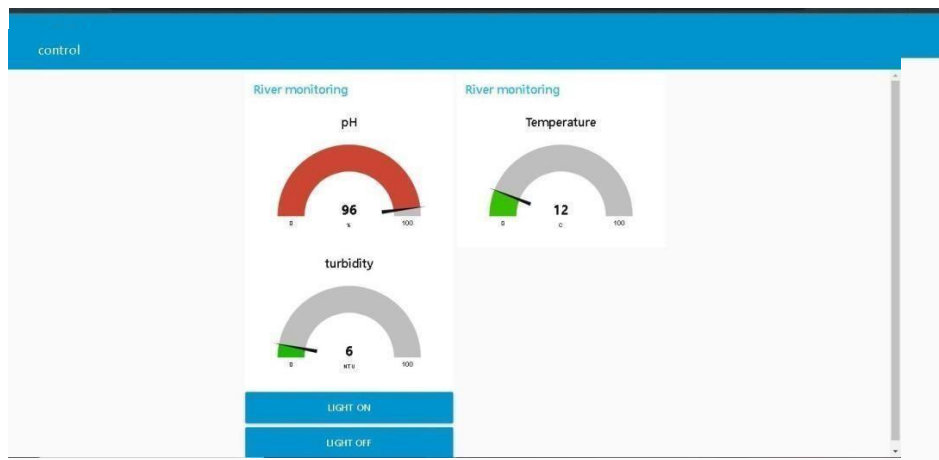 control
River monitoring
pH
96
%
0
100
turbidity
6
NTU
0
100
LIGHT ON
LIGHT OFF
River monitoring
Temperature
12
C
0
100